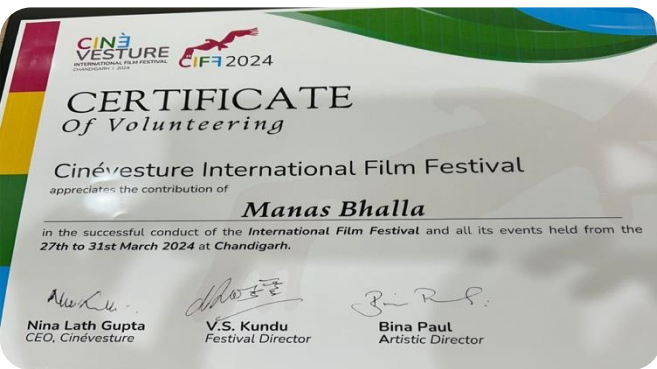 CINÈ
VESTURE
INTERNATIONAL FILM FESTIVAL
CHANDIGARH | 2024
CIFF 2024
CERTIFICATE
Of Volunteering
Cinévesture International Film Festival
appreciates the contribution of
Manas Bhalla
in the successful conduct of the International Film Festival and all its events held from the
27th to 31st March 2024 at Chandigarh.
Nina Lath Gupta
CEO, Cinévesture
V.S. Kundu
Festival Director
Bina Paul
Artistic Director